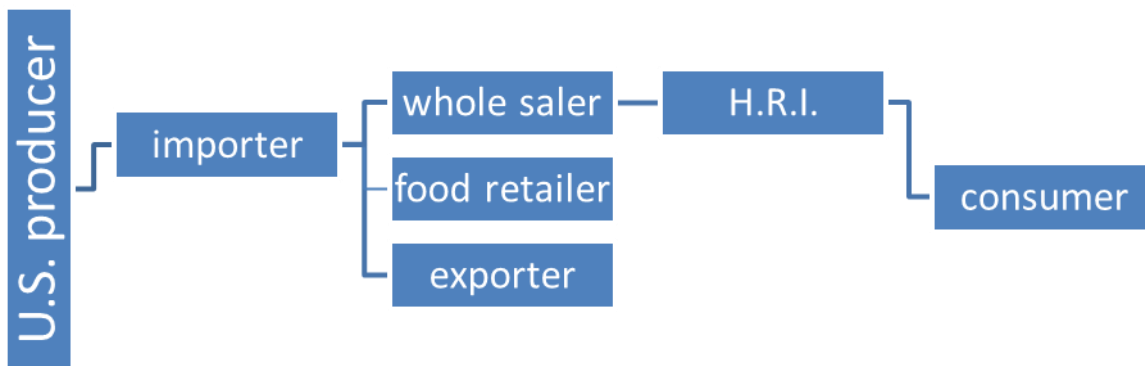 U.S. producer
importer
whole saler
food retailer
exporter
H.R.I.
consumer